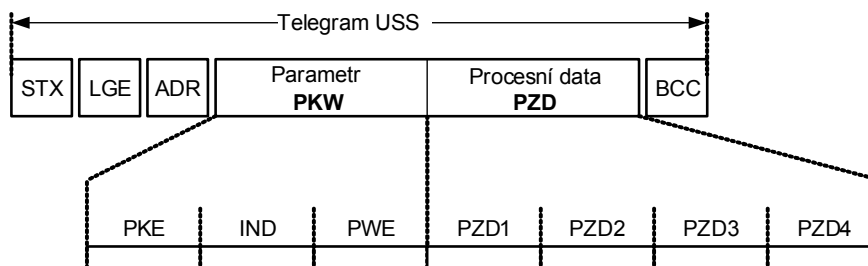 Telegram USS
STX LGE ADR Parametr PKW Procesní data PZD BCC
PKE IND PWE PZD1 PZD2 PZD3 PZD4